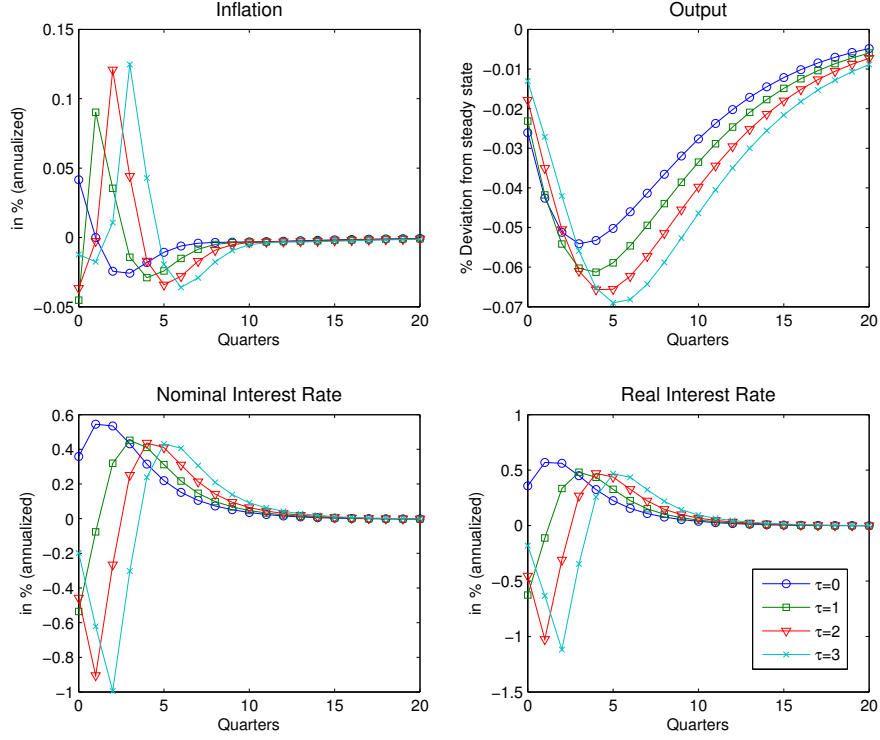 Inflation
0.15
0.1
0.05
0
−0.05
in % (annualized)
0 5 10 15 20
Quarters
Output
0
−0.01
−0.02
−0.03
−0.04
−0.05
−0.06
−0.07
% Deviation from steady state
0 5 10 15 20
Quarters
Nominal Interest Rate
0.6
0.4
0.2
0
−0.2
−0.4
−0.6
−0.8
−1
in % (annualized)
0 5 10 15 20
Quarters
Real Interest Rate
1
0.5
0
−0.5
−1
−1.5
in % (annualized)
0 5 10 15 20
Quarters
τ=0
τ=1
τ=2
τ=3